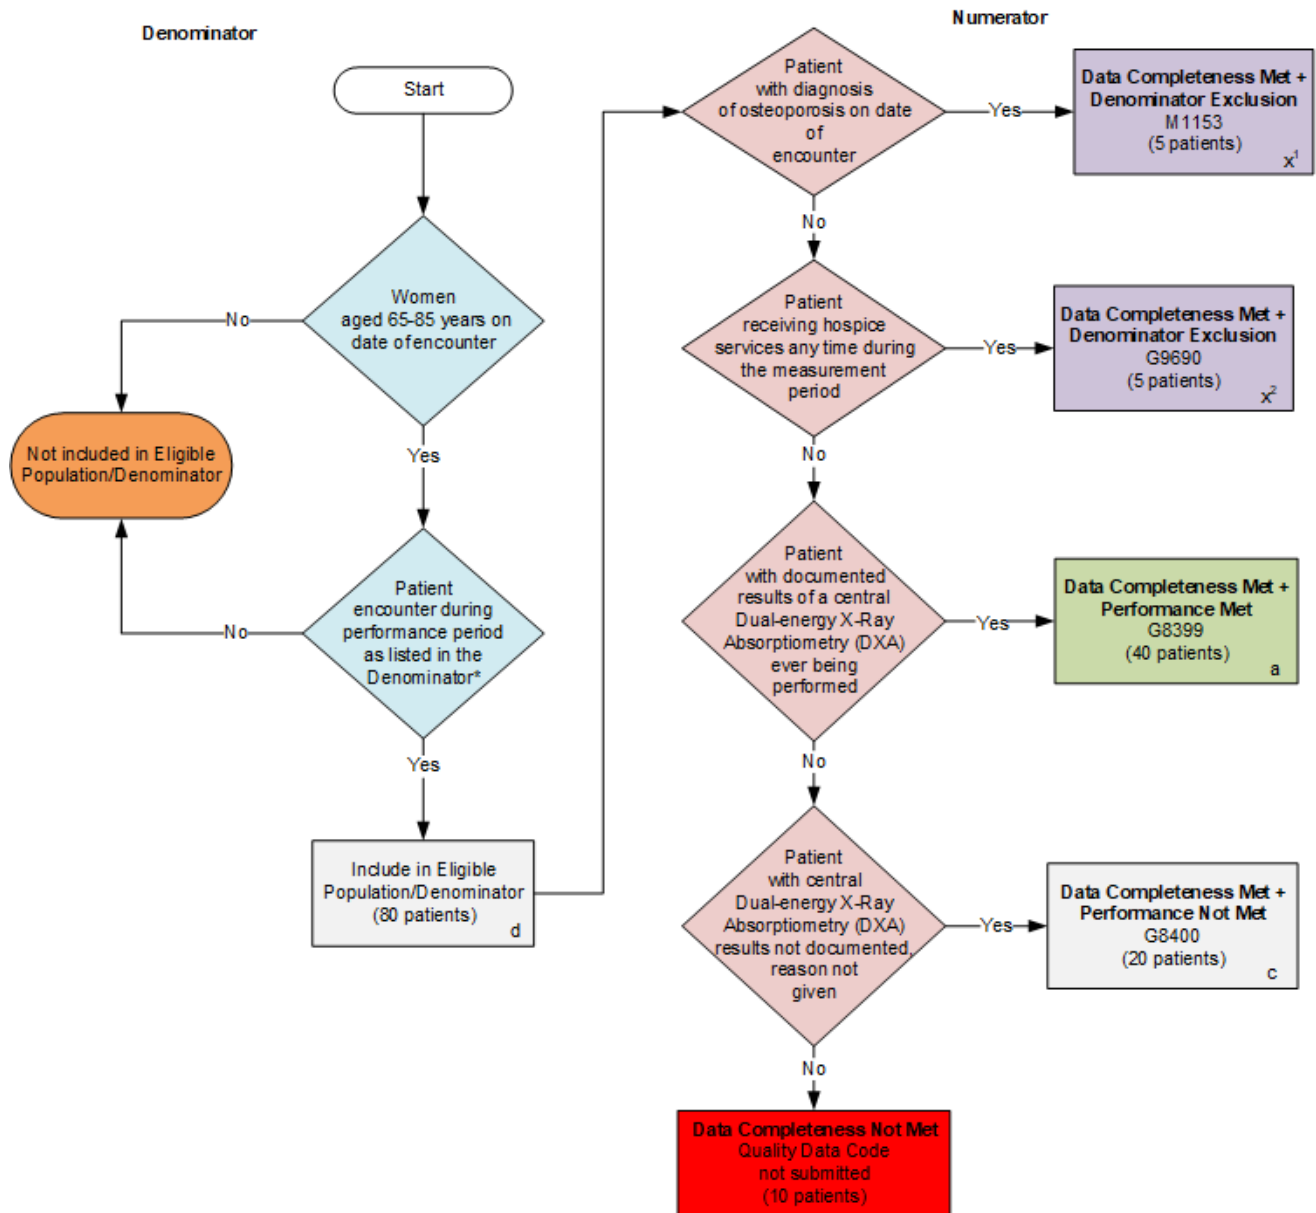 Denominator
Numerator
Start
Women
aged 65-85 years on
date of encounter
No
Yes
Not included in Eligible
Population/Denominator
Patient
encounter during
performance period
as listed in the
Denominator*
No
Yes
Include in Eligible
Population/Denominator
(80 patients)
d
Patient
with diagnosis
of osteoporosis on date
of
encounter
Yes
Data Completeness Met +
Denominator Exclusion
M1153
(5 patients)
x¹
No
Patient
receiving hospice
services any time during
the measurement
period
Yes
Data Completeness Met +
Denominator Exclusion
G9690
(5 patients)
x²
No
Patient
with documented
results of a central
Dual-energy X-Ray
Absorptiometry (DXA)
ever being
performed
Yes
Data Completeness Met +
Performance Met
G8399
(40 patients)
a
No
Patient
with central
Dual-energy X-Ray
Absorptiometry (DXA)
results not documented,
reason not
given
Yes
Data Completeness Met +
Performance Not Met
G8400
(20 patients)
c
No
Data Completeness Not Met
Quality Data Code
not submitted
(10 patients)